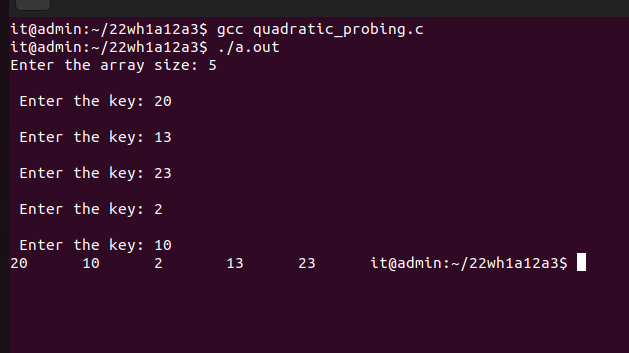 it@admin:~/22wh1a12a3$ gcc quadratic_probing.c
it@admin:~/22wh1a12a3$ ./a.out
Enter the array size: 5
Enter the key: 20
Enter the key: 13
Enter the key: 23
Enter the key: 2
Enter the key: 10
20 10 2 13 23 it@admin:~/22wh1a12a3$